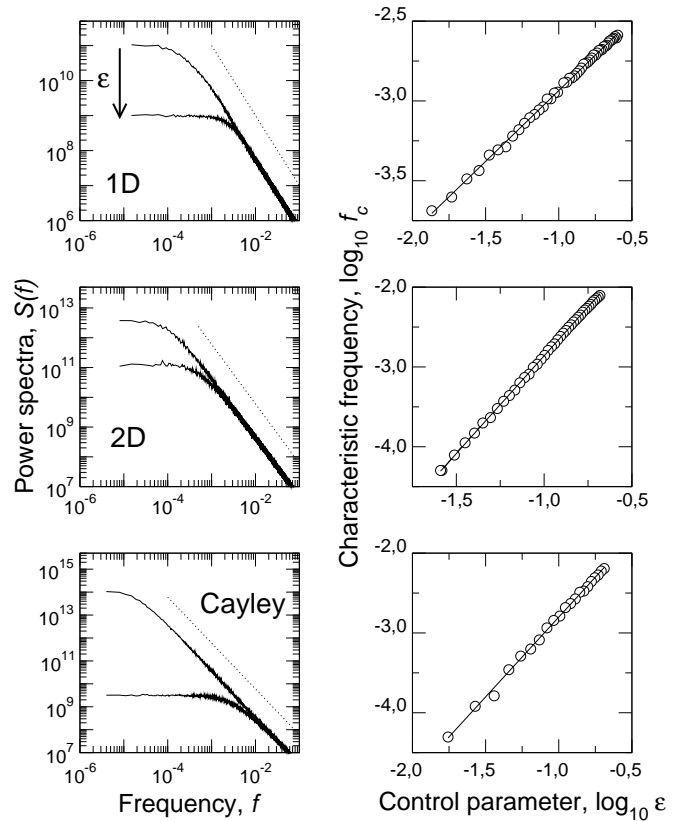 Power spectra, S(f)
10^10
10^8
10^6
ε
1D
10^-6 10^-4 10^-2
10^13
10^11
10^9
10^7
2D
10^-6 10^-4 10^-2
10^15
10^13
10^11
10^9
10^7
Cayley
10^-6 10^-4 10^-2
Frequency, f
Characteristic frequency, log_10 f_c
-2,5
-3,0
-3,5
-2,0 -1,5 -1,0 -0,5
-2,0
-3,0
-4,0
-1,5 -1,0 -0,5
-2,0
-3,0
-4,0
-2,0 -1,5 -1,0 -0,5
Control parameter, log_10 ε